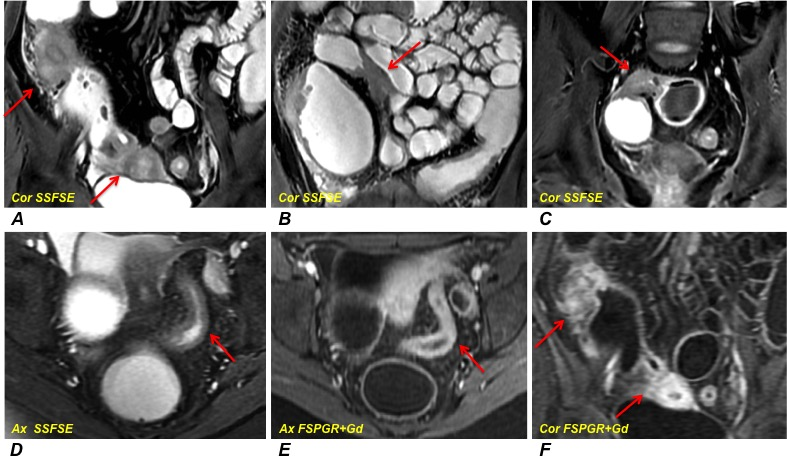 Cor SSFSE
A
Cor SSFSE
B
Cor SSFSE
C
Ax SSFSE
D
Ax FSPGR+Gd
E
Cor FSPGR+Gd
F